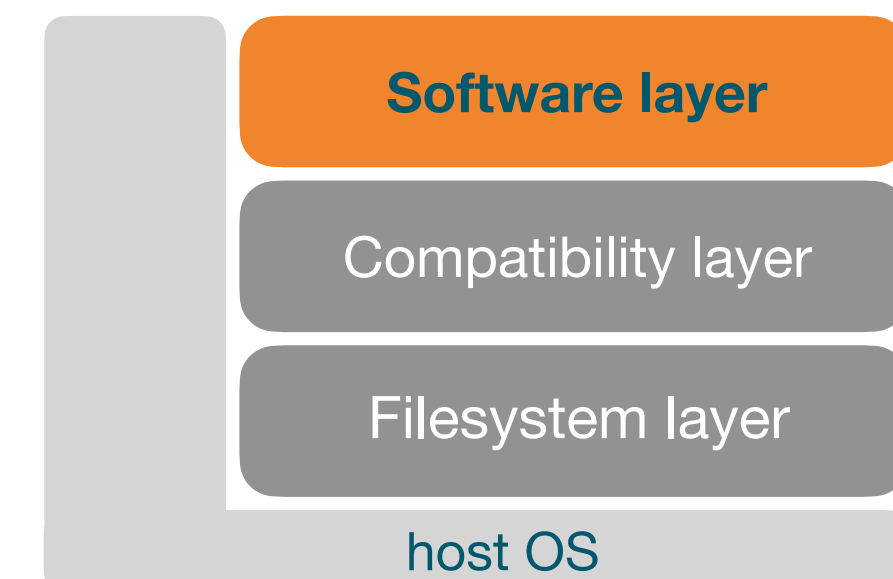 Software layer
Compatibility layer
Filesystem layer
host OS